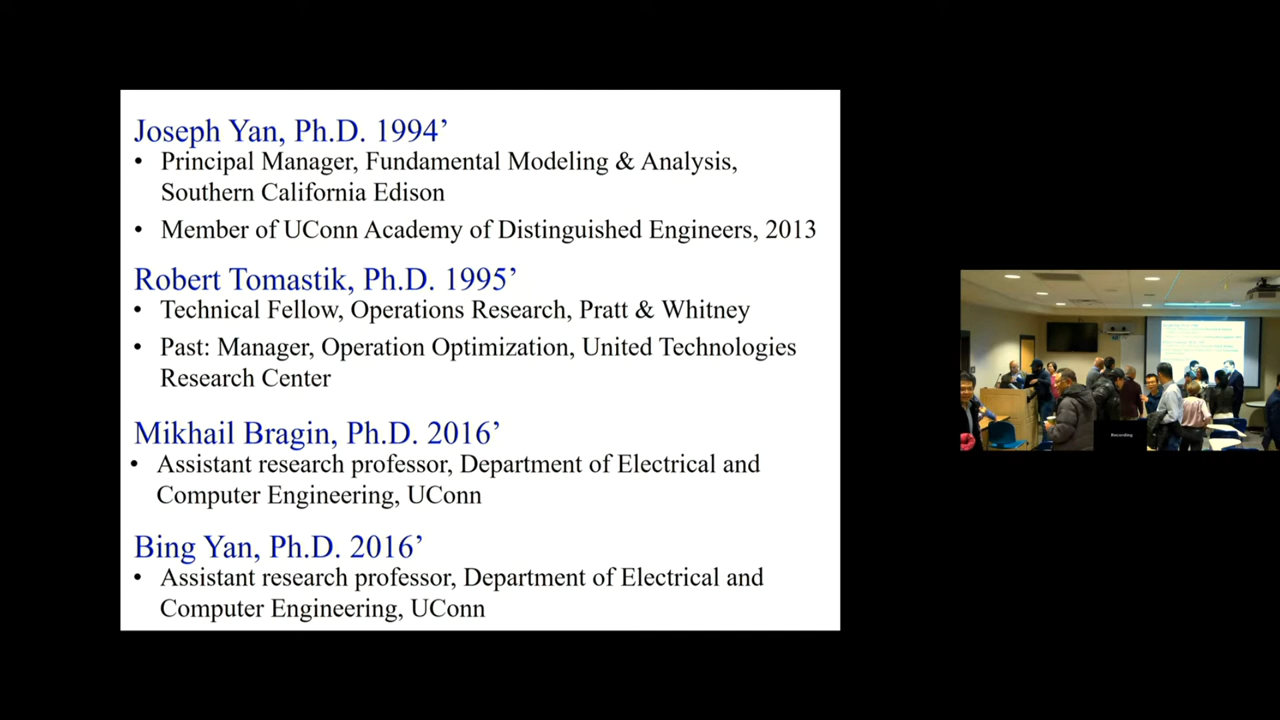 Joseph Yan, Ph.D. 1994’
• Principal Manager, Fundamental Modeling & Analysis,
Southern California Edison
• Member of UConn Academy of Distinguished Engineers, 2013
Robert Tomastik, Ph.D. 1995’
• Technical Fellow, Operations Research, Pratt & Whitney
• Past: Manager, Operation Optimization, United Technologies
Research Center
Mikhail Bragin, Ph.D. 2016’
• Assistant research professor, Department of Electrical and
Computer Engineering, UConn
Bing Yan, Ph.D. 2016’
• Assistant research professor, Department of Electrical and
Computer Engineering, UConn
Recording